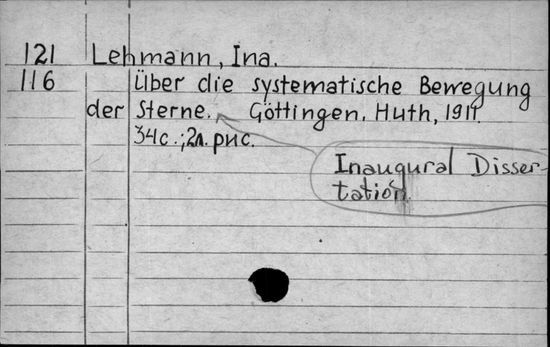 121 Lehmann, Ina.
116 Über die systematische Bewegung
der Sterne. Göttingen. Huth, 1911.
34с.; 2л. рис.
Inaugural Disser-
tation